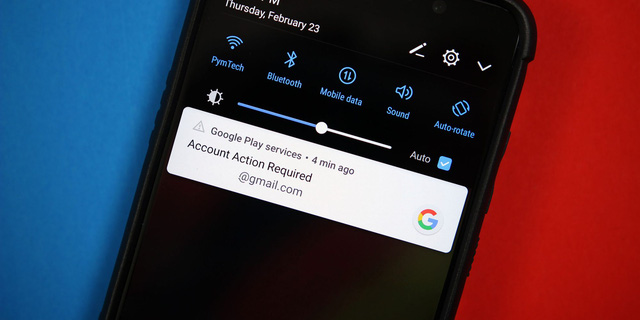 Thursday, February 23
PymTech
Bluetooth
Mobile data
Sound
Auto-rotate
Auto
Google Play services • 4 min ago
Account Action Required
@gmail.com
G